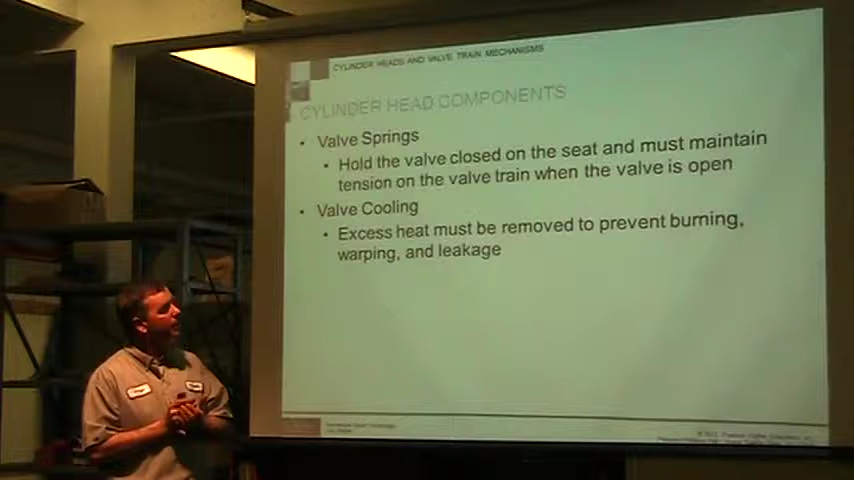 CYLINDER HEADS AND VALVE TRAIN MECHANISMS
CYLINDER HEAD COMPONENTS
• Valve Springs
• Hold the valve closed on the seat and must maintain
tension on the valve train when the valve is open
• Valve Cooling
• Excess heat must be removed to prevent burning,
warping, and leakage